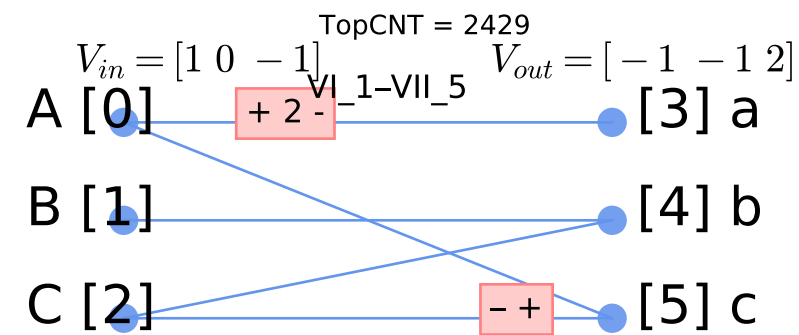 TopCNT = 2429
V_in = [1 0 −1] V_out = [−1 −1 2]
VI_1–VII_5
A [0] + 2 - [3] a
B [1] [4] b
C [2] – + [5] c